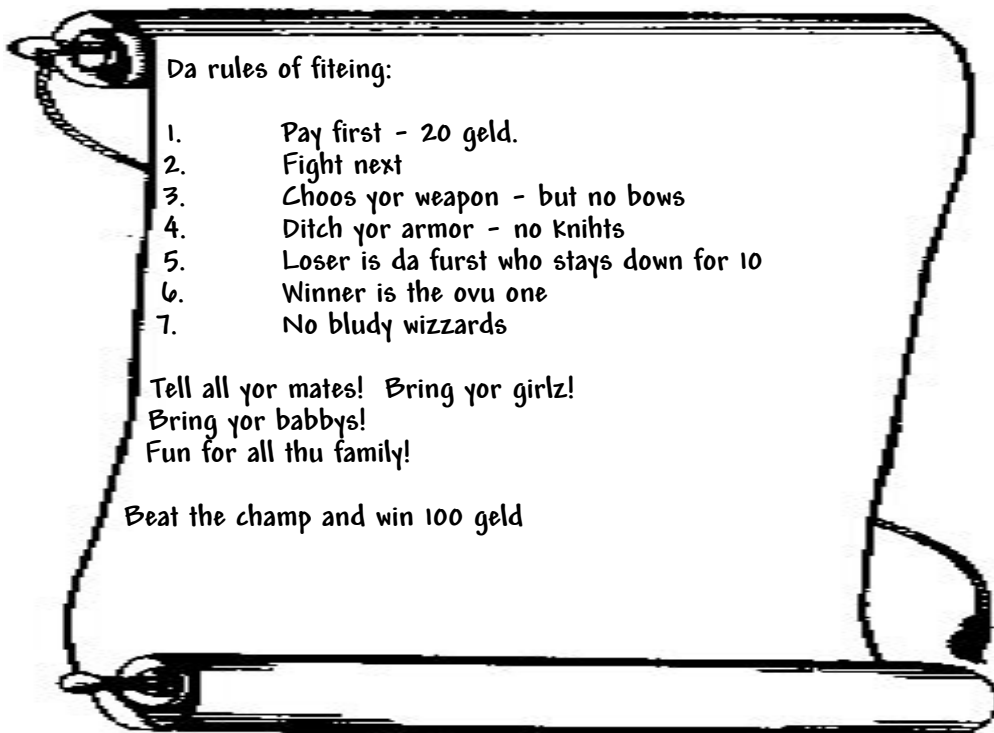 Da rules of fiteing:
1. Pay first - 20 geld.
2. Fight next
3. Choos yor weapon - but no bows
4. Ditch yor armor - no Knihts
5. Loser is da furst who stays down for 10
6. Winner is the ovu one
7. No bludy wizzards
Tell all yor mates! Bring yor girlz!
Bring yor babbys!
Fun for all thu family!
Beat the champ and win 100 geld